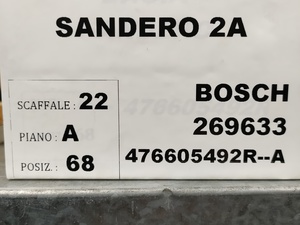 SANDERO 2A
SCAFFALE : 22
PIANO : A
POSIZ. : 68
BOSCH
269633
476605492R--A